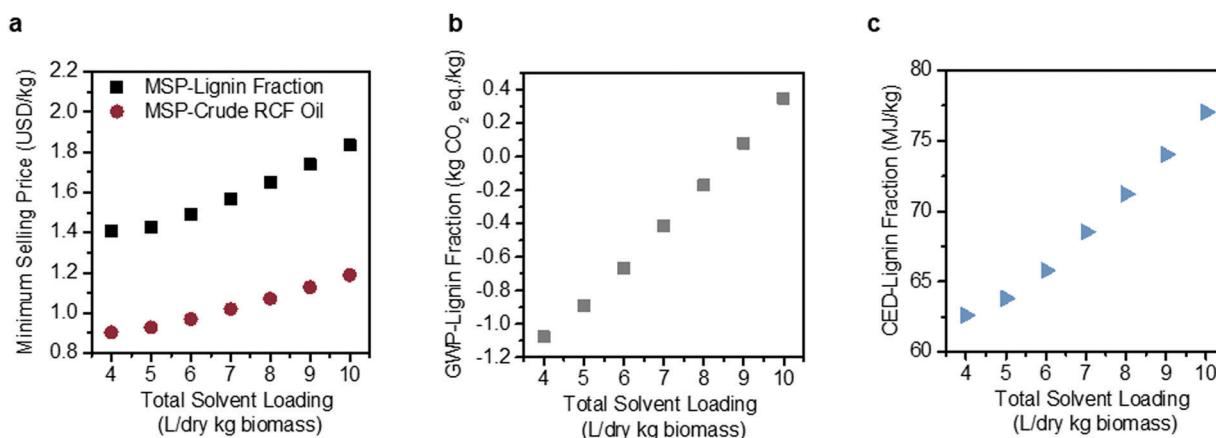 a
Minimum Selling Price (USD/kg)
2.2
2.0
1.8
1.6
1.4
1.2
1.0
0.8
MSP-Lignin Fraction
MSP-Crude RCF Oil
4 5 6 7 8 9 10
Total Solvent Loading
(L/dry kg biomass)
b
GWP-Lignin Fraction (kg CO2 eq./kg)
0.4
0.2
0.0
-0.2
-0.4
-0.6
-0.8
-1.0
-1.2
4 5 6 7 8 9 10
Total Solvent Loading
(L/dry kg biomass)
c
CED-Lignin Fraction (MJ/kg)
80
75
70
65
60
4 5 6 7 8 9 10
Total Solvent Loading
(L/dry kg biomass)